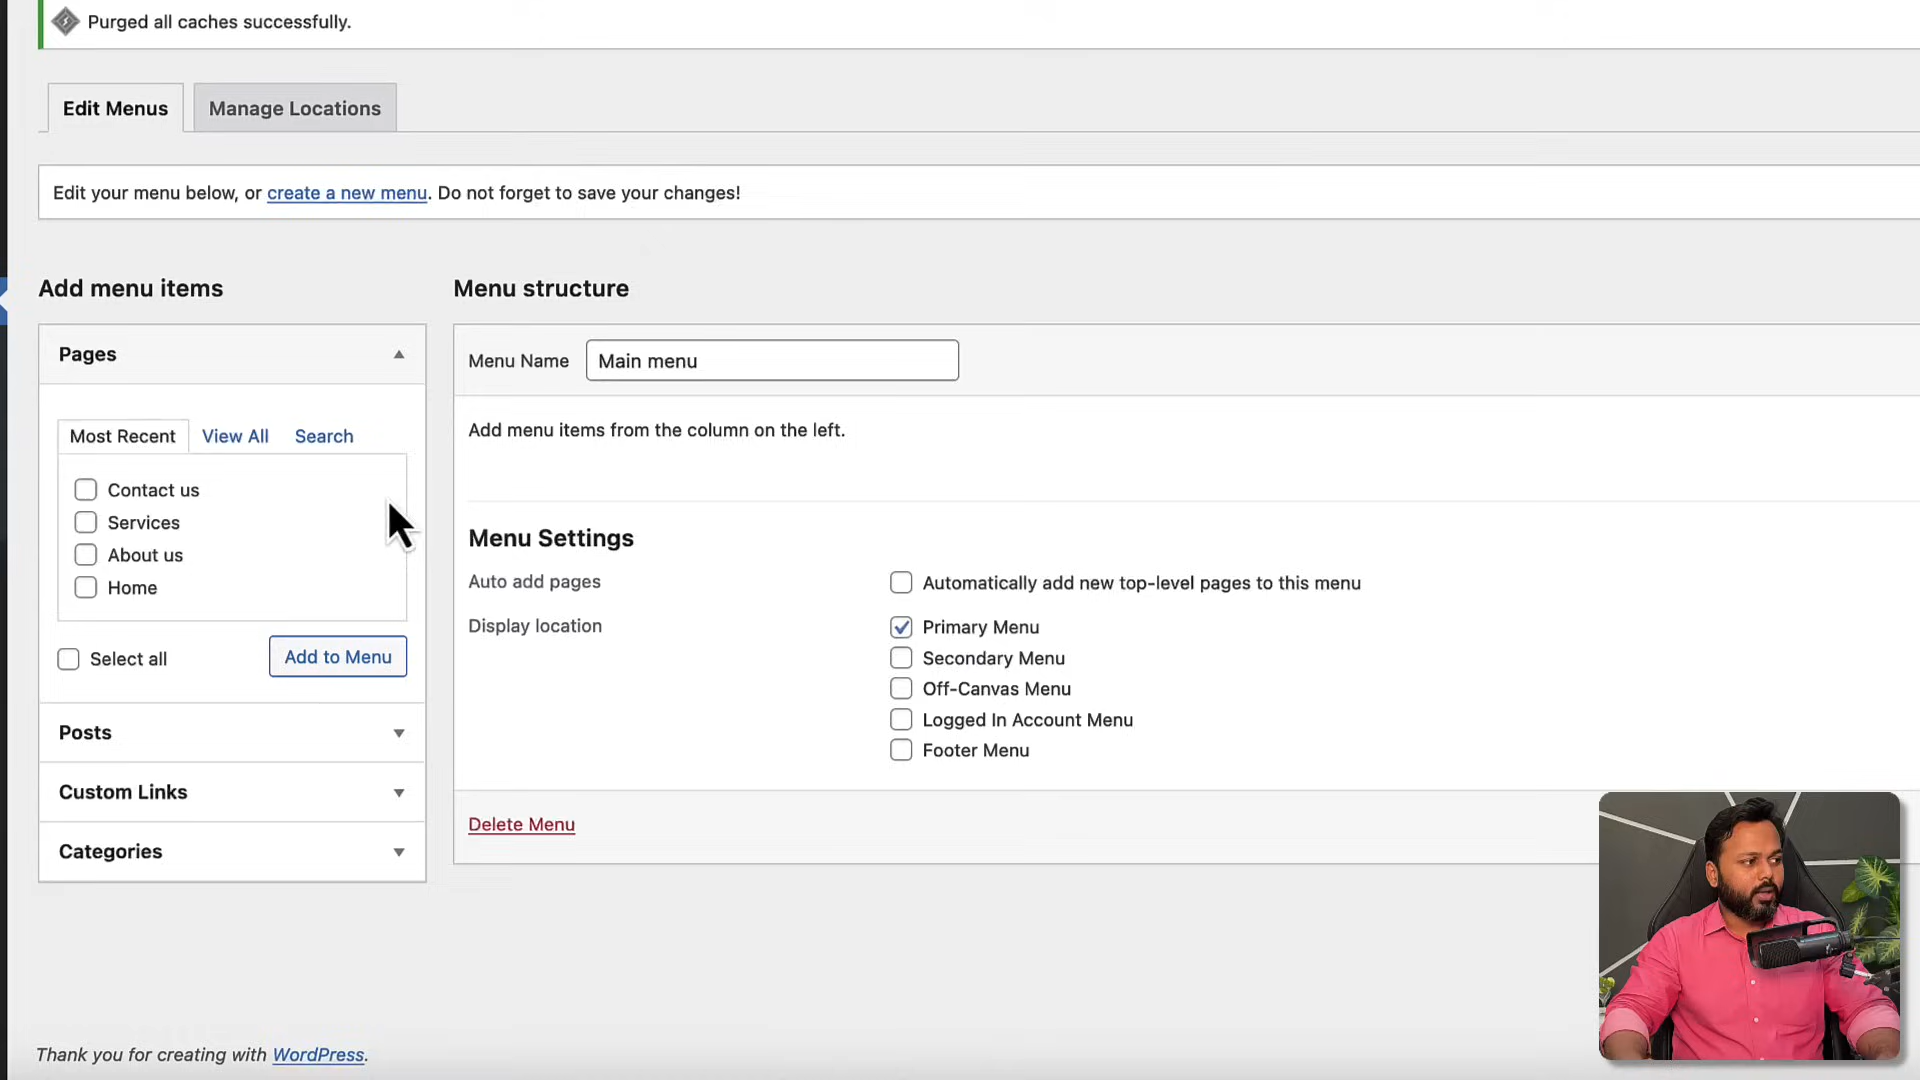 Purged all caches successfully.
Edit Menus
Manage Locations
Edit your menu below, or create a new menu. Do not forget to save your changes!
Add menu items
Menu structure
Pages
Menu Name
Main menu
Add menu items from the column on the left.
Most Recent
View All
Search
Contact us
Services
About us
Home
Select all
Add to Menu
Menu Settings
Auto add pages
Automatically add new top-level pages to this menu
Display location
Primary Menu
Secondary Menu
Off-Canvas Menu
Logged In Account Menu
Footer Menu
Posts
Custom Links
Categories
Delete Menu
Thank you for creating with WordPress.